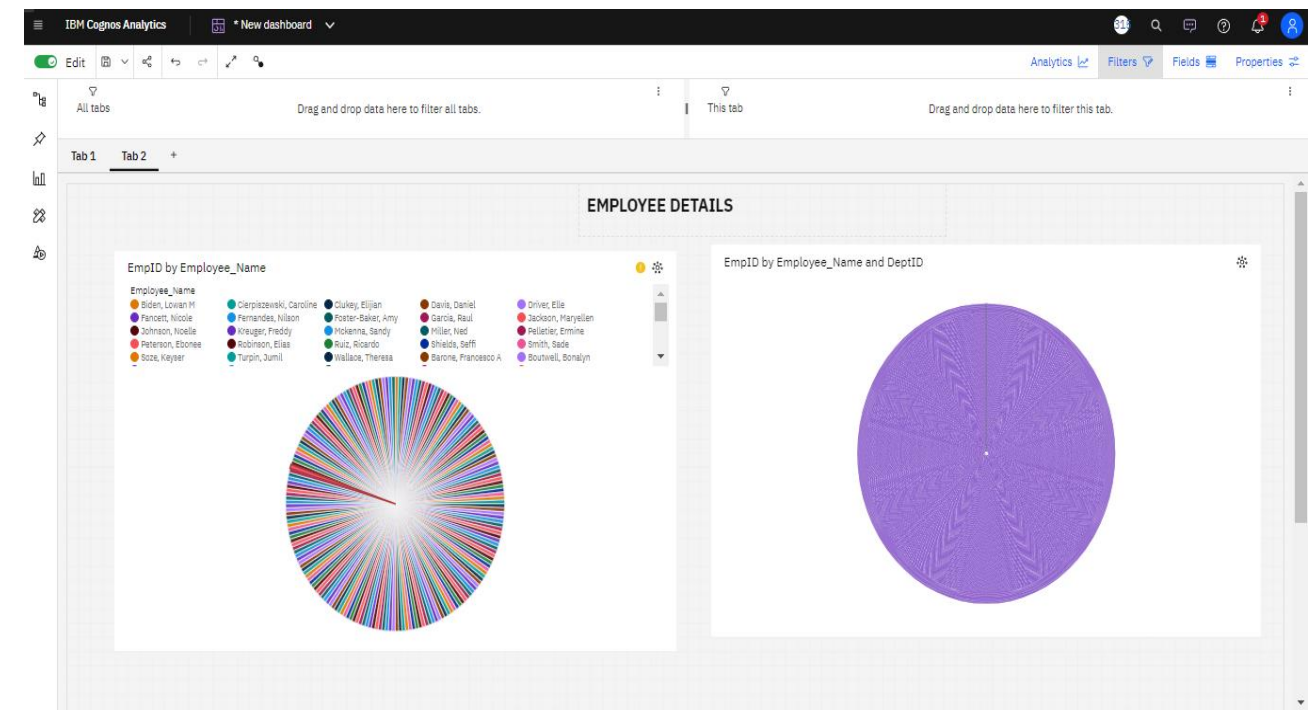 IBM Cognos Analytics
* New dashboard
31
1
Edit
Analytics
Filters
Fields
Properties
All tabs
Drag and drop data here to filter all tabs.
This tab
Drag and drop data here to filter this tab.
Tab 1
Tab 2
+
EMPLOYEE DETAILS
EmpID by Employee_Name
Employee_Name
Biden, Lowan M
Cierpiszewski, Caroline
Clukey, Elijian
Davis, Daniel
Driver, Elle
Fancett, Nicole
Fernandes, Nilson
Foster-Baker, Amy
Garcia, Raul
Jackson, Maryellen
Johnson, Noelle
Kreuger, Freddy
Mckenna, Sandy
Miller, Ned
Pelletier, Ermine
Peterson, Ebonee
Robinson, Elias
Ruiz, Ricardo
Shields, Seffi
Smith, Sade
Soze, Keyser
Turpin, Jumil
Wallace, Theresa
Barone, Francesco A
Boutwell, Bonalyn
EmpID by Employee_Name and DeptID